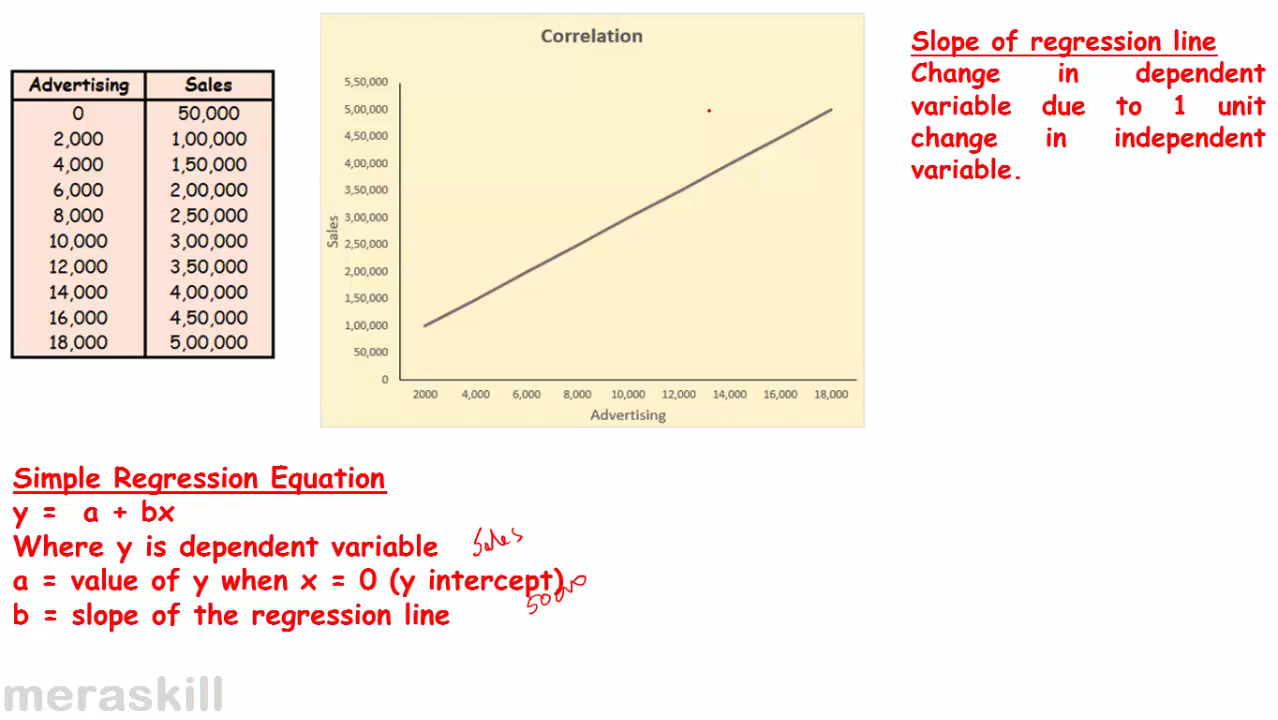 Advertising Sales
0 50,000
2,000 1,00,000
4,000 1,50,000
6,000 2,00,000
8,000 2,50,000
10,000 3,00,000
12,000 3,50,000
14,000 4,00,000
16,000 4,50,000
18,000 5,00,000
Correlation
5,50,000
5,00,000
4,50,000
4,00,000
3,50,000
3,00,000
2,50,000
2,00,000
1,50,000
1,00,000
50,000
0
Sales
2000 4,000 6,000 8,000 10,000 12,000 14,000 16,000 18,000
Advertising
Slope of regression line
Change in dependent
variable due to 1 unit
change in independent
variable.
Simple Regression Equation
y = a + bx
Where y is dependent variable Sales
a = value of y when x = 0 (y intercept)
50000
b = slope of the regression line
meraskill